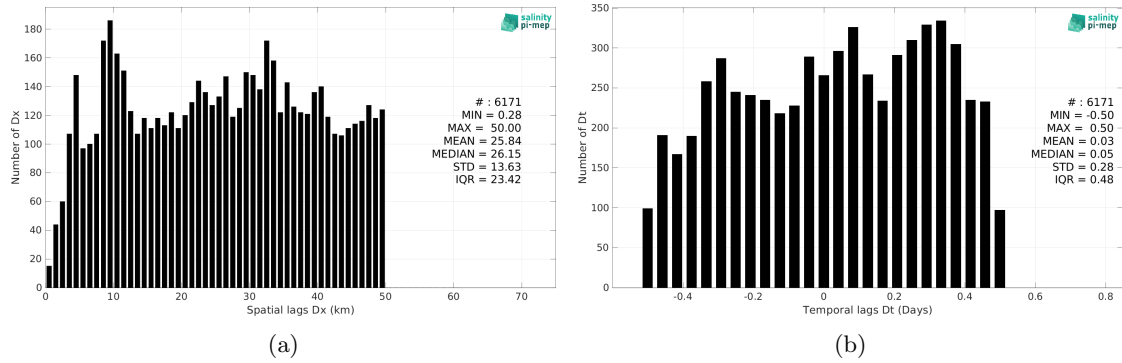 salinity
pi-mep
180
160
140
120
100
80
60
40
20
0
Number of Dx
# : 6171
MIN = 0.28
MAX = 50.00
MEAN = 25.84
MEDIAN = 26.15
STD = 13.63
IQR = 23.42
0 10 20 30 40 50 60 70
Spatial lags Dx (km)
(a)
salinity
pi-mep
350
300
250
200
150
100
50
0
Number of Dt
# : 6171
MIN = -0.50
MAX = 0.50
MEAN = 0.03
MEDIAN = 0.05
STD = 0.28
IQR = 0.48
-0.4 -0.2 0 0.2 0.4 0.6 0.8
Temporal lags Dt (Days)
(b)